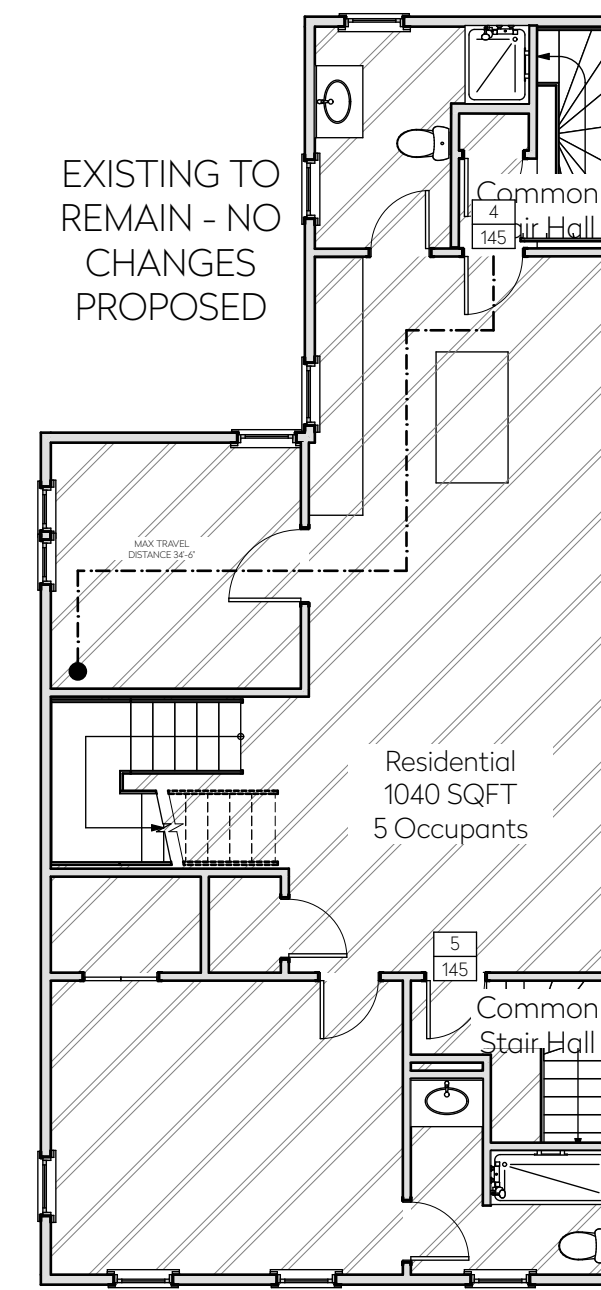 EXISTING TO
REMAIN - NO
CHANGES
PROPOSED
Common
Stair Hall
4
145
MAX TRAVEL
DISTANCE 34'-6"
Residential
1040 SQFT
5 Occupants
5
145
Common
Stair Hall